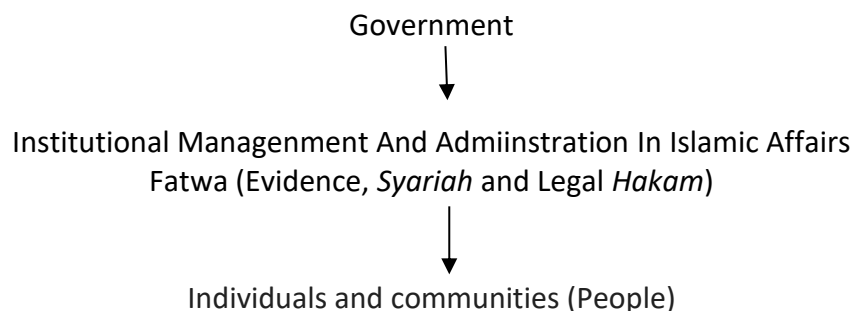 Government
Institutional Managenment And Admiinstration In Islamic Affairs
Fatwa (Evidence, Syariah and Legal Hakam)
Individuals and communities (People)